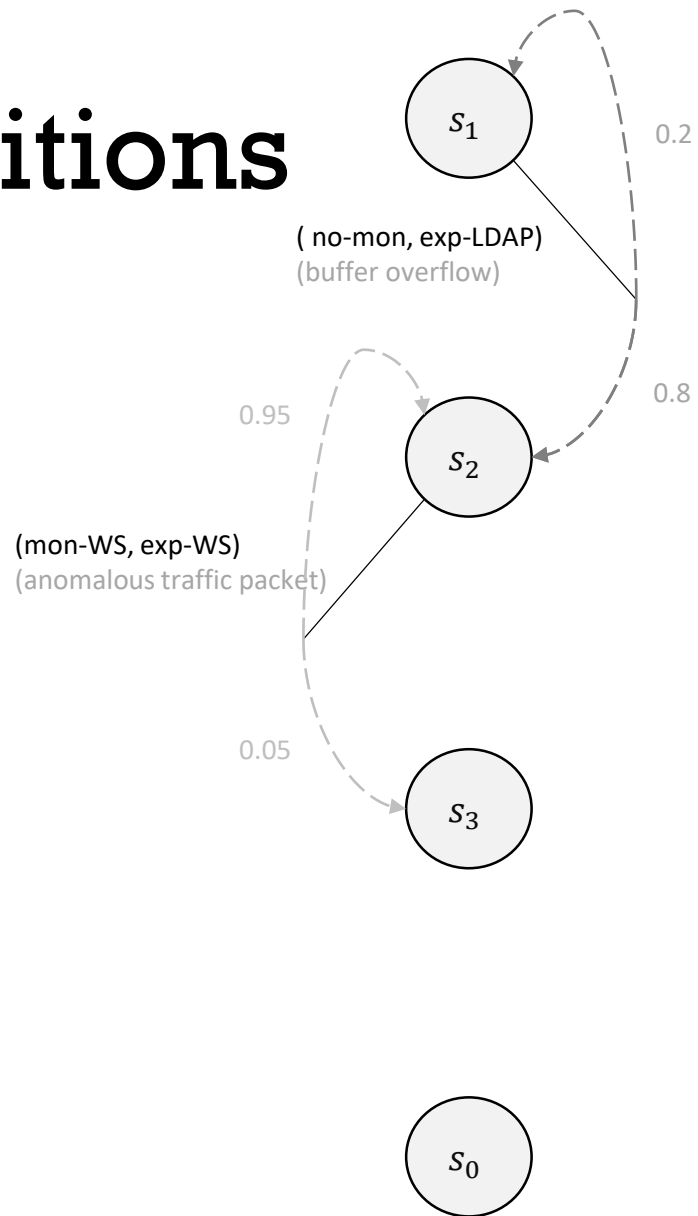 itions
s₁
0.2
( no-mon, exp-LDAP)
(buffer overflow)
0.8
0.95
s₂
(mon-WS, exp-WS)
(anomalous traffic packet)
0.05
s₃
s₀